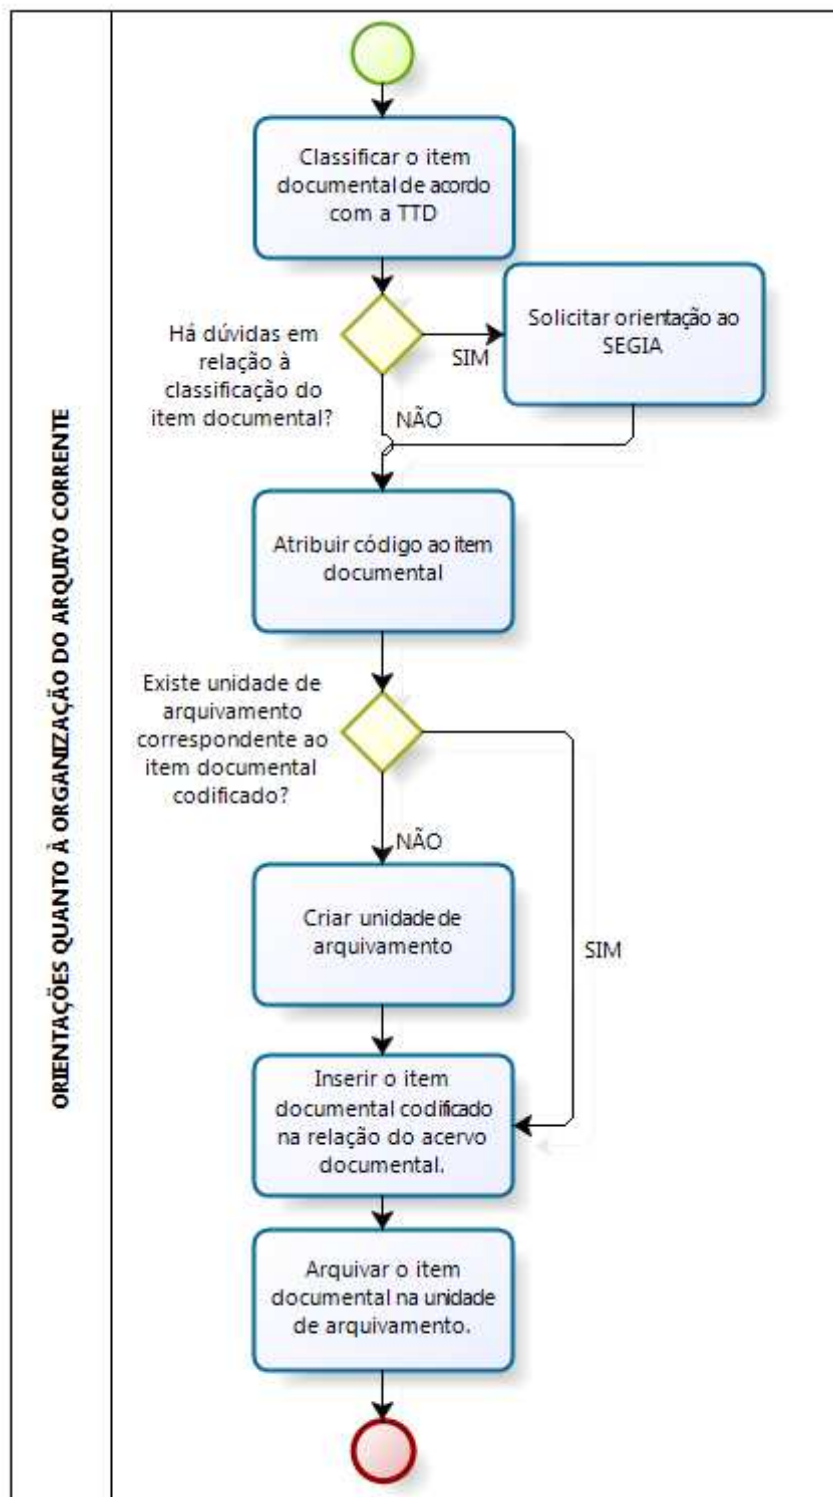 ORIENTAÇÕES QUANTO À ORGANIZAÇÃO DO ARQUIVO CORRENTE
Classificar o item
documental de acordo
com a TTD
Há dúvidas em
relação à
classificação do
item documental?
SIM
Solicitar orientação ao
SEGIA
NÃO
Atribuir código ao item
documental
Existe unidade de
arquivamento
correspondente ao
item documental
codificado?
NÃO
Criar unidade de
arquivamento
SIM
Inserir o item
documental codificado
na relação do acervo
documental.
Arquivar o item
documental na unidade
de arquivamento.